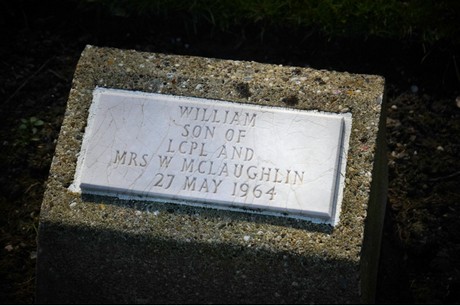 WILLIAM
SON OF
LCPL AND
MRS W MCLAUGHLIN
27 MAY 1964